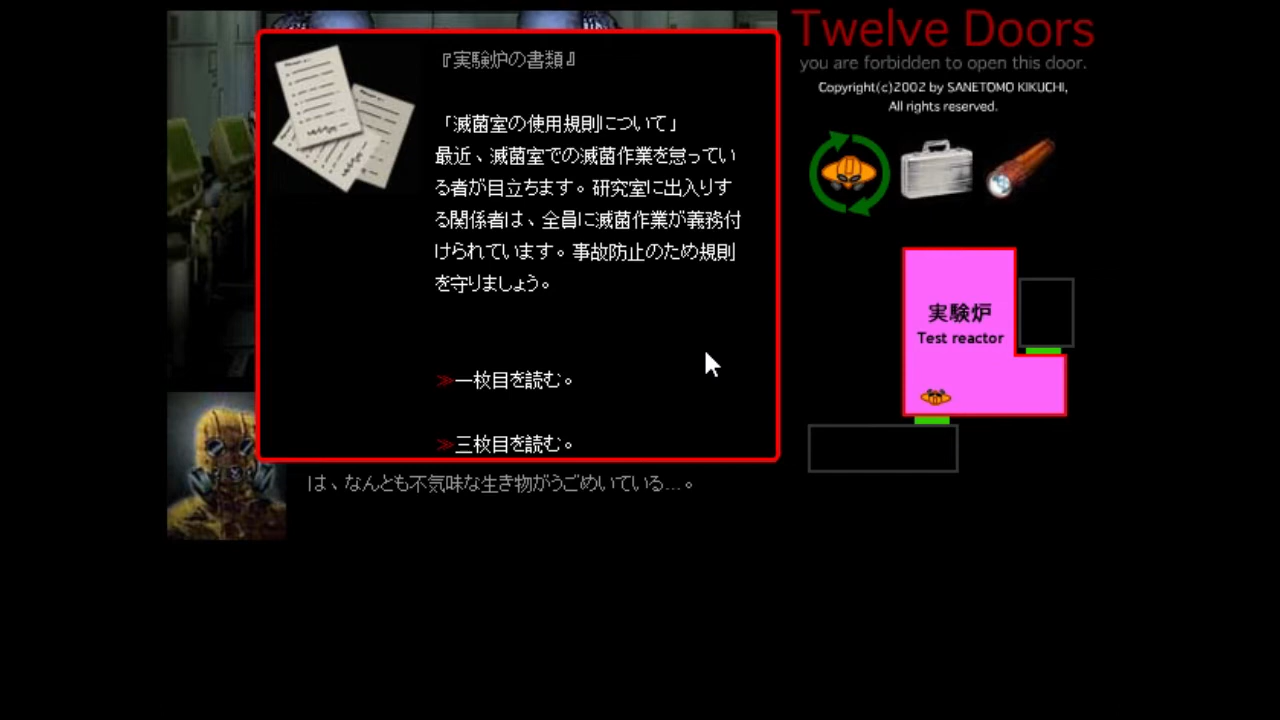 『実験炉の書類』
「滅菌室の使用規則について」
最近、滅菌室での滅菌作業を怠ってい
る者が目立ちます。研究室に出入りす
る関係者は、全員に滅菌作業が義務付
けられています。事故防止のため規則
を守りましょう。
≫一枚目を読む。
≫三枚目を読む。
は、なんとも不気味な生き物がうごめいている…。
Twelve Doors
you are forbidden to open this door.
Copyright(c)2002 by SANETOMO KIKUCHI,
All rights reserved.
実験炉
Test reactor